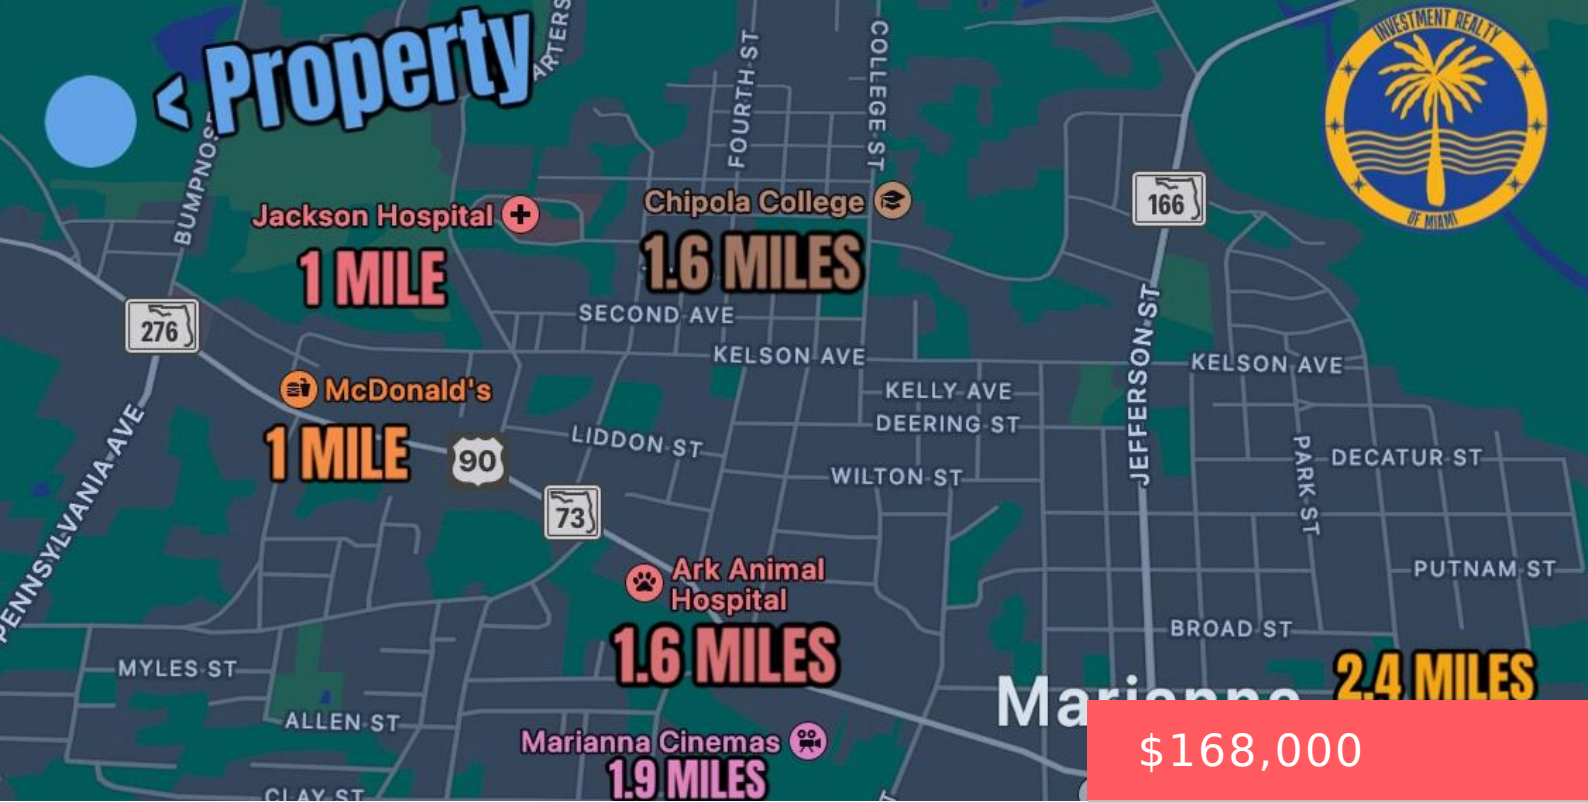 < Property
ARTERS
FOURTH ST
COLLEGE ST
INVESTMENT REALTY
OF MIAMI
BUMPNOSE
Jackson Hospital
1 MILE
Chipola College
1.6 MILES
166
276
SECOND AVE
KELSON AVE
KELSON AVE
JEFFERSON ST
McDonald's
1 MILE
KELLY AVE
DEERING ST
90
LIDDON ST
WILTON ST
PARK ST
DECATUR ST
PENNSYLVANIA AVE
73
Ark Animal
Hospital
1.6 MILES
PUTNAM ST
BROAD ST
MYLES ST
2.4 MILES
Marianna
ALLEN ST
Marianna Cinemas
1.9 MILES
$168,000
CLAY ST